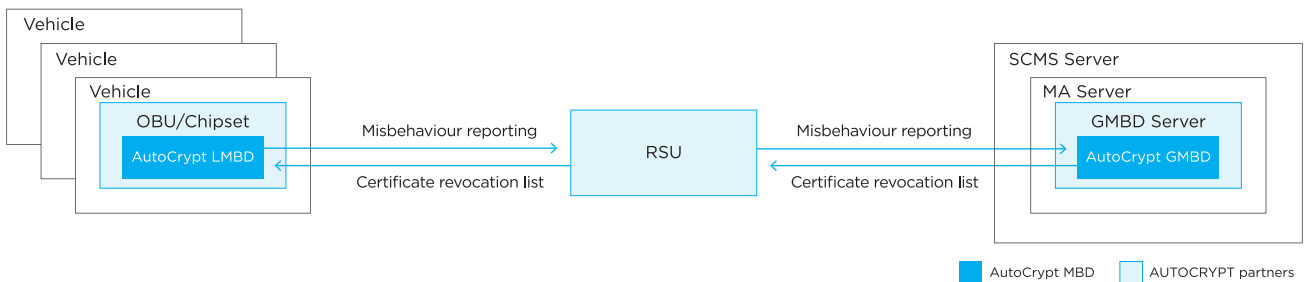 Vehicle
Vehicle
Vehicle
OBU/Chipset
AutoCrypt LMBD
Misbehaviour reporting
Certificate revocation list
RSU
Misbehaviour reporting
Certificate revocation list
SCMS Server
MA Server
GMBD Server
AutoCrypt GMBD
AutoCrypt MBD
AUTOCRYPT partners